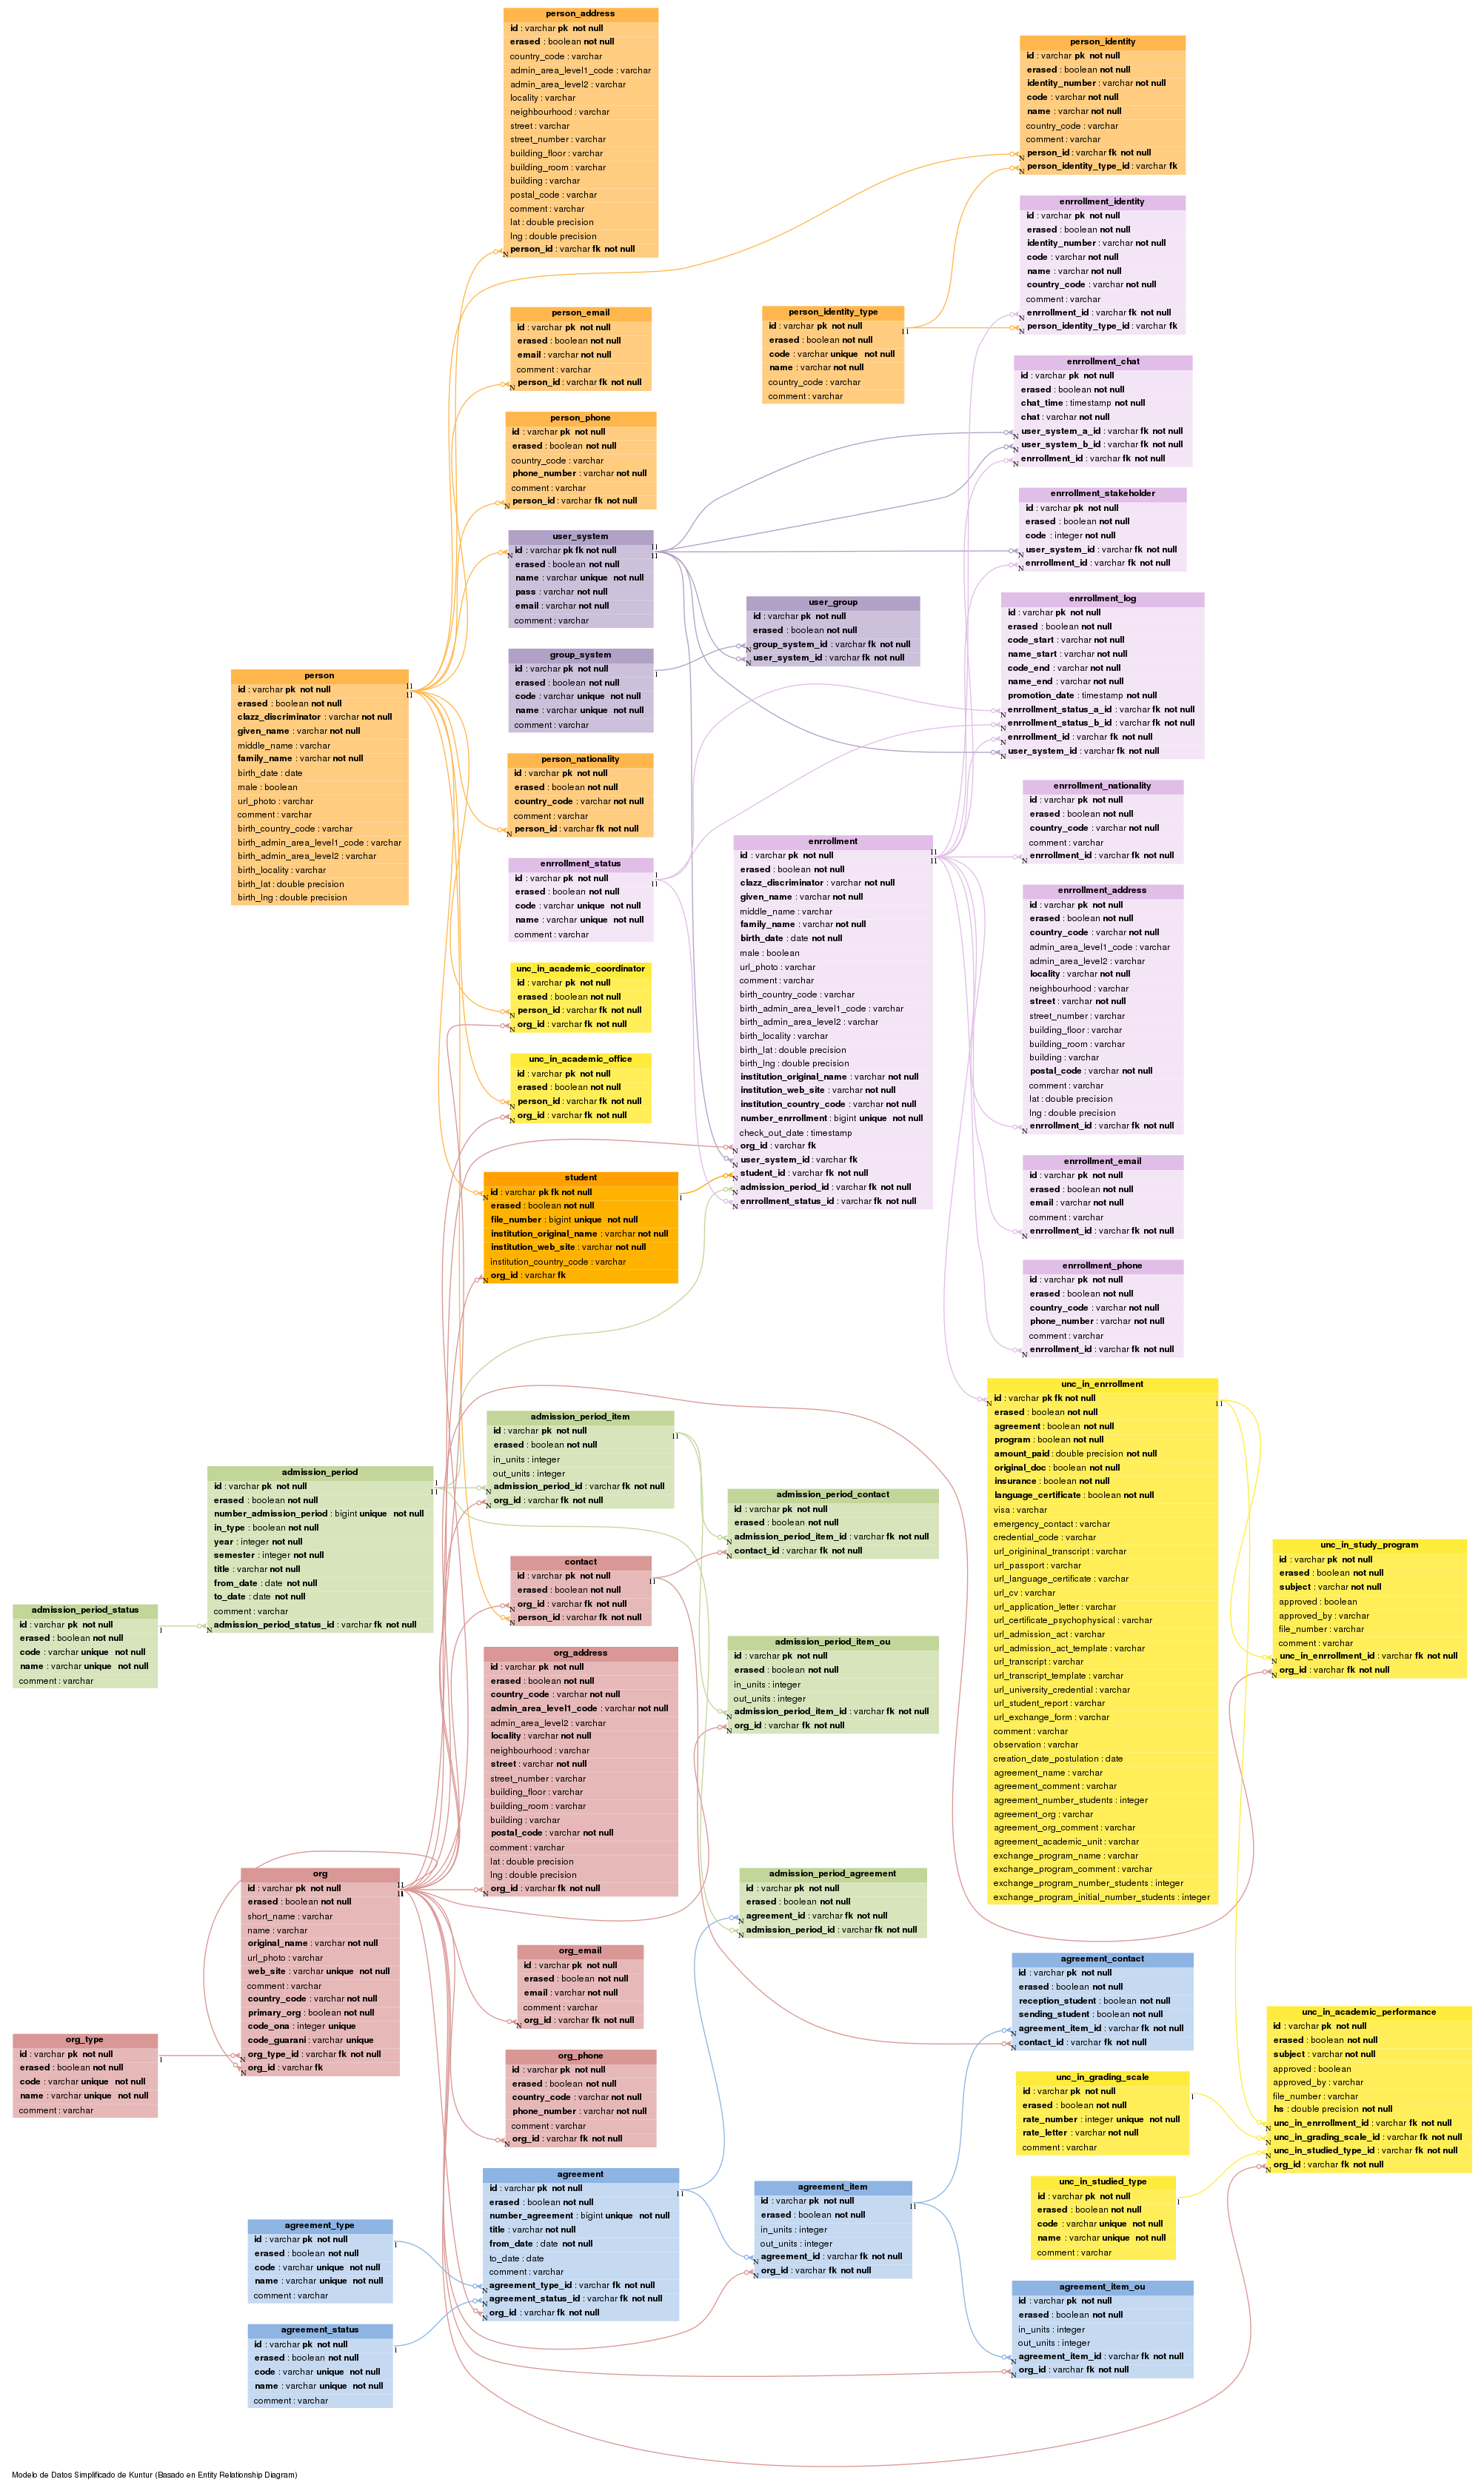 person_address
id : varchar pk not null
erased : boolean not null
country_code : varchar
admin_area_level1_code : varchar
admin_area_level2 : varchar
locality : varchar
neighbourhood : varchar
street : varchar
street_number : varchar
building_floor : varchar
building_room : varchar
building : varchar
postal_code : varchar
comment : varchar
lat : double precision
lng : double precision
person_id : varchar fk not null
person_identity
id : varchar pk not null
erased : boolean not null
identity_number : varchar not null
code : varchar not null
name : varchar not null
country_code : varchar
comment : varchar
person_id : varchar fk not null
person_identity_type_id : varchar fk
enrrollment_identity
id : varchar pk not null
erased : boolean not null
identity_number : varchar not null
code : varchar not null
name : varchar not null
country_code : varchar not null
comment : varchar
enrrollment_id : varchar fk not null
person_identity_type_id : varchar fk
person_email
id : varchar pk not null
erased : boolean not null
email : varchar not null
comment : varchar
person_id : varchar fk not null
person_identity_type
id : varchar pk not null
erased : boolean not null
code : varchar unique not null
name : varchar not null
country_code : varchar
comment : varchar
enrrollment_chat
id : varchar pk not null
erased : boolean not null
chat_time : timestamp not null
chat : varchar not null
user_system_a_id : varchar fk not null
user_system_b_id : varchar fk not null
enrrollment_id : varchar fk not null
person_phone
id : varchar pk not null
erased : boolean not null
country_code : varchar
phone_number : varchar not null
comment : varchar
person_id : varchar fk not null
enrrollment_stakeholder
id : varchar pk not null
erased : boolean not null
code : integer not null
user_system_id : varchar fk not null
enrrollment_id : varchar fk not null
user_system
id : varchar pk fk not null
erased : boolean not null
name : varchar unique not null
pass : varchar not null
email : varchar not null
comment : varchar
user_group
id : varchar pk not null
erased : boolean not null
group_system_id : varchar fk not null
user_system_id : varchar fk not null
enrrollment_log
id : varchar pk not null
erased : boolean not null
code_start : varchar not null
name_start : varchar not null
code_end : varchar not null
name_end : varchar not null
promotion_date : timestamp not null
enrrollment_status_a_id : varchar fk not null
enrrollment_status_b_id : varchar fk not null
enrrollment_id : varchar fk not null
user_system_id : varchar fk not null
group_system
id : varchar pk not null
erased : boolean not null
code : varchar unique not null
name : varchar unique not null
comment : varchar
person
id : varchar pk not null
erased : boolean not null
clazz_discriminator : varchar not null
given_name : varchar not null
middle_name : varchar
family_name : varchar not null
birth_date : date
male : boolean
url_photo : varchar
comment : varchar
birth_country_code : varchar
birth_admin_area_level1_code : varchar
birth_admin_area_level2 : varchar
birth_locality : varchar
birth_lat : double precision
birth_lng : double precision
person_nationality
id : varchar pk not null
erased : boolean not null
country_code : varchar not null
comment : varchar
person_id : varchar fk not null
enrrollment_nationality
id : varchar pk not null
erased : boolean not null
country_code : varchar not null
comment : varchar
enrrollment_id : varchar fk not null
enrrollment_status
id : varchar pk not null
erased : boolean not null
code : varchar unique not null
name : varchar unique not null
comment : varchar
enrrollment
id : varchar pk not null
erased : boolean not null
clazz_discriminator : varchar not null
given_name : varchar not null
middle_name : varchar
family_name : varchar not null
birth_date : date not null
male : boolean
url_photo : varchar
comment : varchar
birth_country_code : varchar
birth_admin_area_level1_code : varchar
birth_admin_area_level2 : varchar
birth_locality : varchar
birth_lat : double precision
birth_lng : double precision
institution_original_name : varchar not null
institution_web_site : varchar not null
institution_country_code : varchar not null
number_enrrollment : bigint unique not null
check_out_date : timestamp
org_id : varchar fk
user_system_id : varchar fk
student_id : varchar fk not null
admission_period_id : varchar fk not null
enrrollment_status_id : varchar fk not null
enrrollment_address
id : varchar pk not null
erased : boolean not null
country_code : varchar not null
admin_area_level1_code : varchar
admin_area_level2 : varchar
locality : varchar not null
neighbourhood : varchar
street : varchar not null
street_number : varchar
building_floor : varchar
building_room : varchar
building : varchar
postal_code : varchar not null
comment : varchar
lat : double precision
lng : double precision
enrrollment_id : varchar fk not null
unc_in_academic_coordinator
id : varchar pk not null
erased : boolean not null
person_id : varchar fk not null
org_id : varchar fk not null
unc_in_academic_office
id : varchar pk not null
erased : boolean not null
person_id : varchar fk not null
org_id : varchar fk not null
student
id : varchar pk fk not null
erased : boolean not null
file_number : bigint unique not null
institution_original_name : varchar not null
institution_web_site : varchar not null
institution_country_code : varchar
org_id : varchar fk
enrrollment_email
id : varchar pk not null
erased : boolean not null
email : varchar not null
comment : varchar
enrrollment_id : varchar fk not null
enrrollment_phone
id : varchar pk not null
erased : boolean not null
country_code : varchar not null
phone_number : varchar not null
comment : varchar
enrrollment_id : varchar fk not null
unc_in_enrrollment
id : varchar pk fk not null
erased : boolean not null
agreement : boolean not null
program : boolean not null
amount_paid : double precision not null
original_doc : boolean not null
insurance : boolean not null
language_certificate : boolean not null
visa : varchar
emergency_contact : varchar
credential_code : varchar
url_origininal_transcript : varchar
url_passport : varchar
url_language_certificate : varchar
url_cv : varchar
url_application_letter : varchar
url_certificate_psychophysical : varchar
url_admission_act : varchar
url_admission_act_template : varchar
url_transcript : varchar
url_transcript_template : varchar
url_university_credential : varchar
url_student_report : varchar
url_exchange_form : varchar
comment : varchar
observation : varchar
creation_date_postulation : date
agreement_name : varchar
agreement_comment : varchar
agreement_number_students : integer
agreement_org : varchar
agreement_org_comment : varchar
agreement_academic_unit : varchar
exchange_program_name : varchar
exchange_program_comment : varchar
exchange_program_number_students : integer
exchange_program_initial_number_students : integer
admission_period_item
id : varchar pk not null
erased : boolean not null
in_units : integer
out_units : integer
admission_period_id : varchar fk not null
org_id : varchar fk not null
admission_period
id : varchar pk not null
erased : boolean not null
number_admission_period : bigint unique not null
in_type : boolean not null
year : integer not null
semester : integer not null
title : varchar not null
from_date : date not null
to_date : date not null
comment : varchar
admission_period_status_id : varchar fk not null
admission_period_contact
id : varchar pk not null
erased : boolean not null
admission_period_item_id : varchar fk not null
contact_id : varchar fk not null
unc_in_study_program
id : varchar pk not null
erased : boolean not null
subject : varchar not null
approved : boolean
approved_by : varchar
file_number : varchar
comment : varchar
unc_in_enrrollment_id : varchar fk not null
org_id : varchar fk not null
contact
id : varchar pk not null
erased : boolean not null
org_id : varchar fk not null
person_id : varchar fk not null
admission_period_status
id : varchar pk not null
erased : boolean not null
code : varchar unique not null
name : varchar unique not null
comment : varchar
admission_period_item_ou
id : varchar pk not null
erased : boolean not null
in_units : integer
out_units : integer
admission_period_item_id : varchar fk not null
org_id : varchar fk not null
org_address
id : varchar pk not null
erased : boolean not null
country_code : varchar not null
admin_area_level1_code : varchar not null
admin_area_level2 : varchar
locality : varchar not null
neighbourhood : varchar
street : varchar not null
street_number : varchar
building_floor : varchar
building_room : varchar
building : varchar
postal_code : varchar not null
comment : varchar
lat : double precision
lng : double precision
org_id : varchar fk not null
org
id : varchar pk not null
erased : boolean not null
short_name : varchar
name : varchar
original_name : varchar not null
url_photo : varchar
web_site : varchar unique not null
comment : varchar
country_code : varchar not null
primary_org : boolean not null
code_ona : integer unique
code_guarani : varchar unique
org_type_id : varchar fk not null
org_id : varchar fk
admission_period_agreement
id : varchar pk not null
erased : boolean not null
agreement_id : varchar fk not null
admission_period_id : varchar fk not null
org_email
id : varchar pk not null
erased : boolean not null
email : varchar not null
comment : varchar
org_id : varchar fk not null
agreement_contact
id : varchar pk not null
erased : boolean not null
reception_student : boolean not null
sending_student : boolean not null
agreement_item_id : varchar fk not null
contact_id : varchar fk not null
unc_in_academic_performance
id : varchar pk not null
erased : boolean not null
subject : varchar not null
approved : boolean
approved_by : varchar
file_number : varchar
hs : double precision not null
unc_in_enrrollment_id : varchar fk not null
unc_in_grading_scale_id : varchar fk not null
unc_in_studied_type_id : varchar fk not null
org_id : varchar fk not null
org_type
id : varchar pk not null
erased : boolean not null
code : varchar unique not null
name : varchar unique not null
comment : varchar
org_phone
id : varchar pk not null
erased : boolean not null
country_code : varchar not null
phone_number : varchar not null
comment : varchar
org_id : varchar fk not null
unc_in_grading_scale
id : varchar pk not null
erased : boolean not null
rate_number : integer unique not null
rate_letter : varchar not null
comment : varchar
agreement
id : varchar pk not null
erased : boolean not null
number_agreement : bigint unique not null
title : varchar not null
from_date : date not null
to_date : date
comment : varchar
agreement_type_id : varchar fk not null
agreement_status_id : varchar fk not null
org_id : varchar fk not null
agreement_item
id : varchar pk not null
erased : boolean not null
in_units : integer
out_units : integer
agreement_id : varchar fk not null
org_id : varchar fk not null
unc_in_studied_type
id : varchar pk not null
erased : boolean not null
code : varchar unique not null
name : varchar unique not null
comment : varchar
agreement_type
id : varchar pk not null
erased : boolean not null
code : varchar unique not null
name : varchar unique not null
comment : varchar
agreement_item_ou
id : varchar pk not null
erased : boolean not null
in_units : integer
out_units : integer
agreement_item_id : varchar fk not null
org_id : varchar fk not null
agreement_status
id : varchar pk not null
erased : boolean not null
code : varchar unique not null
name : varchar unique not null
comment : varchar
Modelo de Datos Simplificado de Kuntur (Basado en Entity Relationship Diagram)